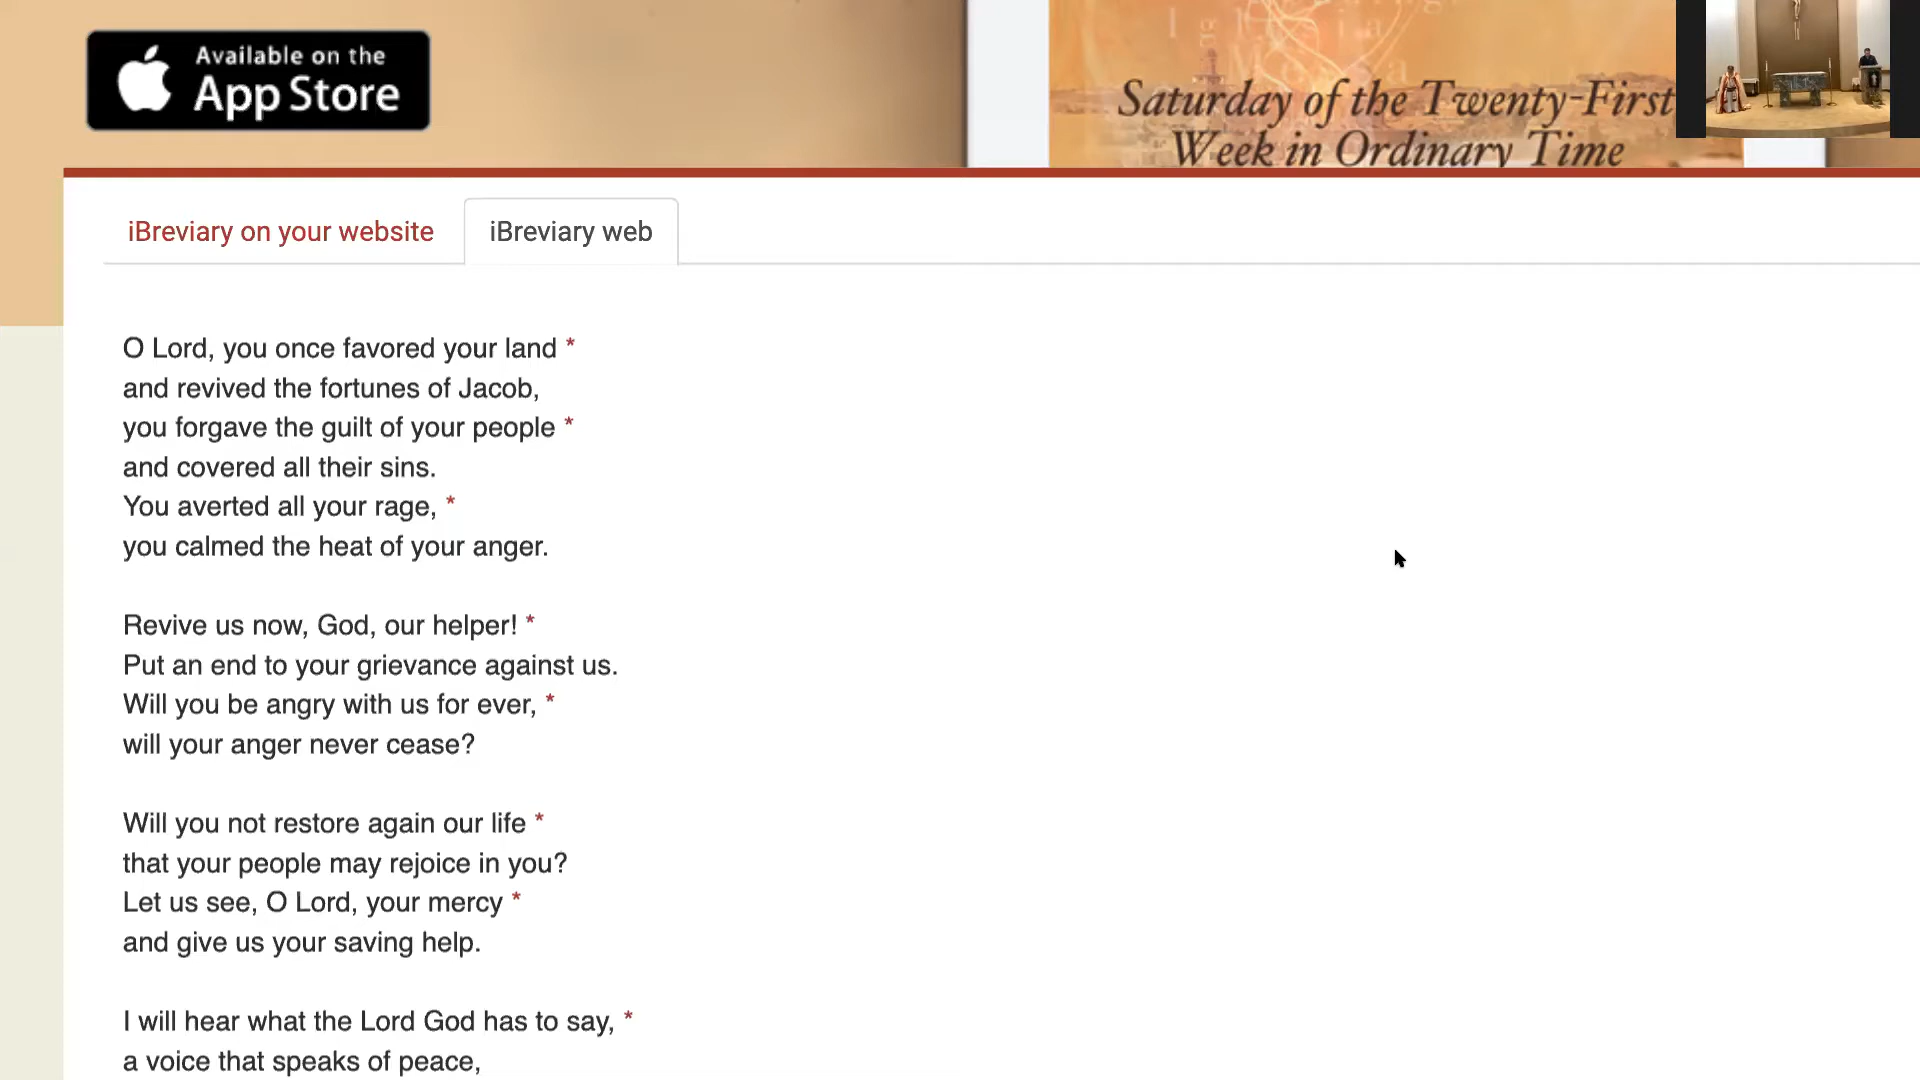 Available on the
App Store
Saturday of the Twenty-First
Week in Ordinary Time
iBreviary on your website
iBreviary web
O Lord, you once favored your land *
and revived the fortunes of Jacob,
you forgave the guilt of your people *
and covered all their sins.
You averted all your rage, *
you calmed the heat of your anger.
Revive us now, God, our helper! *
Put an end to your grievance against us.
Will you be angry with us for ever, *
will your anger never cease?
Will you not restore again our life *
that your people may rejoice in you?
Let us see, O Lord, your mercy *
and give us your saving help.
I will hear what the Lord God has to say, *
a voice that speaks of peace,